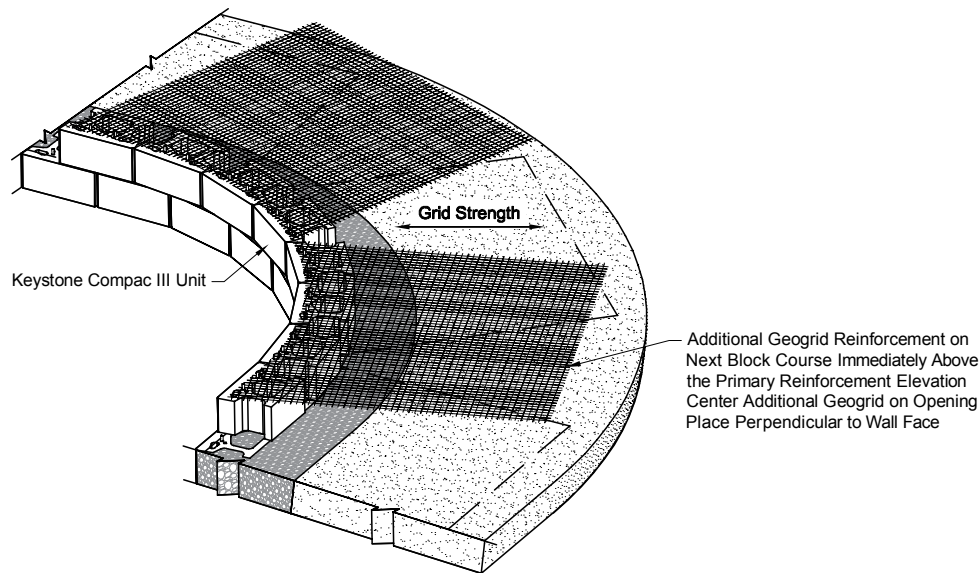 Grid Strength
Keystone Compac III Unit
Additional Geogrid Reinforcement on
Next Block Course Immediately Above
the Primary Reinforcement Elevation
Center Additional Geogrid on Opening
Place Perpendicular to Wall Face